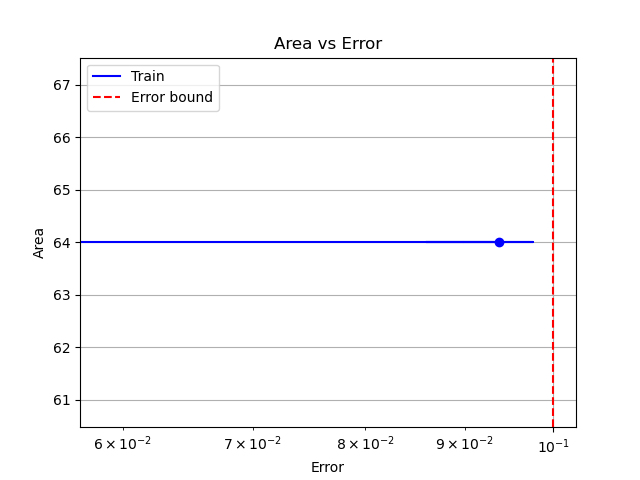 Area vs Error
Train
Error bound
Area
67
66
65
64
63
62
61
6 × 10⁻²
7 × 10⁻²
8 × 10⁻²
9 × 10⁻²
10⁻¹
Error